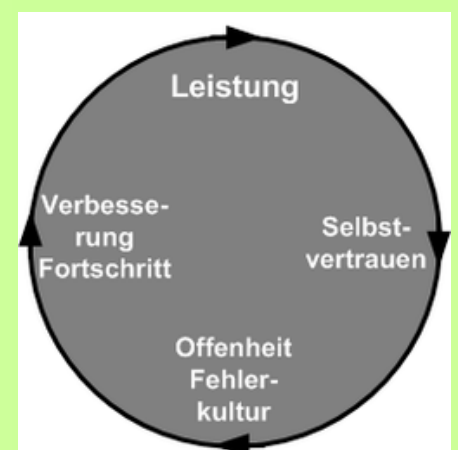 Leistung
Selbst-
vertrauen
Offenheit
Fehler-
kultur
Verbesse-
rung
Fortschritt